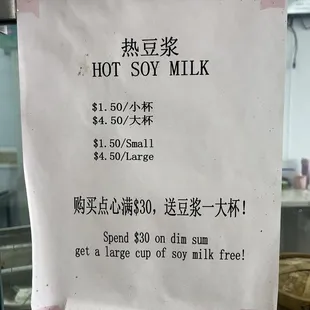 热豆浆
HOT SOY MILK
$1.50/小杯
$4.50/大杯
$1.50/Small
$4.50/Large
购买点心满$30, 送豆浆一大杯!
Spend $30 on dim sum
get a large cup of soy milk free!